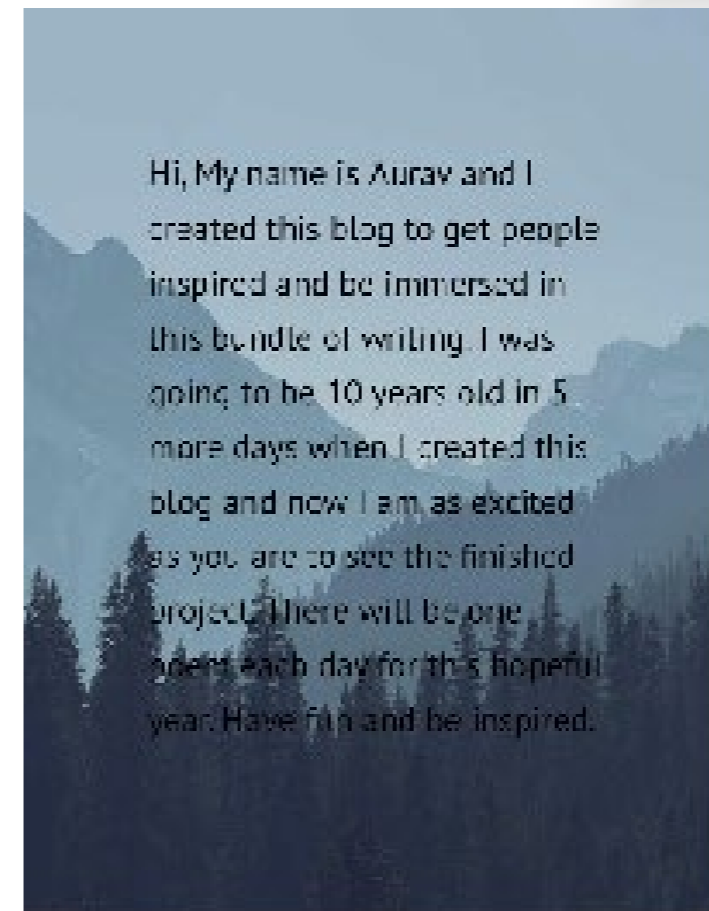 Hi, My name is Aurav and I
created this blog to get people
inspired and be immersed in
this bundle of writing. I was
going to be 10 years old in 5
more days when I created this
blog and now I am as excited
as you are to see the finished
project. There will be one
poem each day for this hopeful
year. Have fun and be inspired.